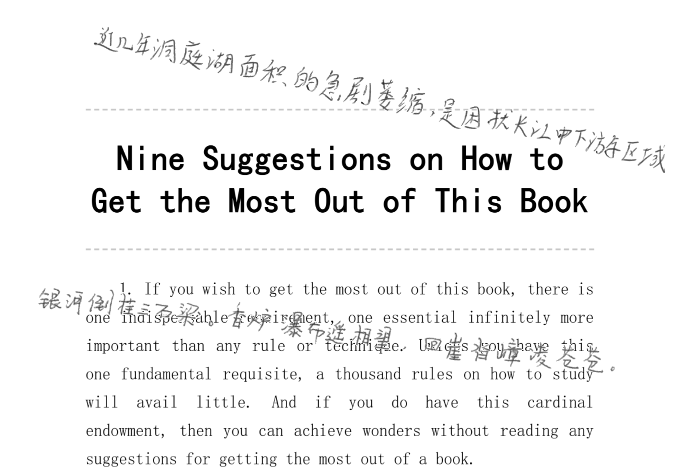 近几年洞庭湖面积的急剧萎缩,是困扰长江中下游各区域
Nine Suggestions on How to
Get the Most Out of This Book
银河倒挂三石梁。香炉瀑布遥相望,回崖沓嶂凌苍苍。
1. If you wish to get the most out of this book, there is
one indispensable requirement, one essential infinitely more
important than any rule or technique. Unless you have this
one fundamental requisite, a thousand rules on how to study
will avail little. And if you do have this cardinal
endowment, then you can achieve wonders without reading any
suggestions for getting the most out of a book.